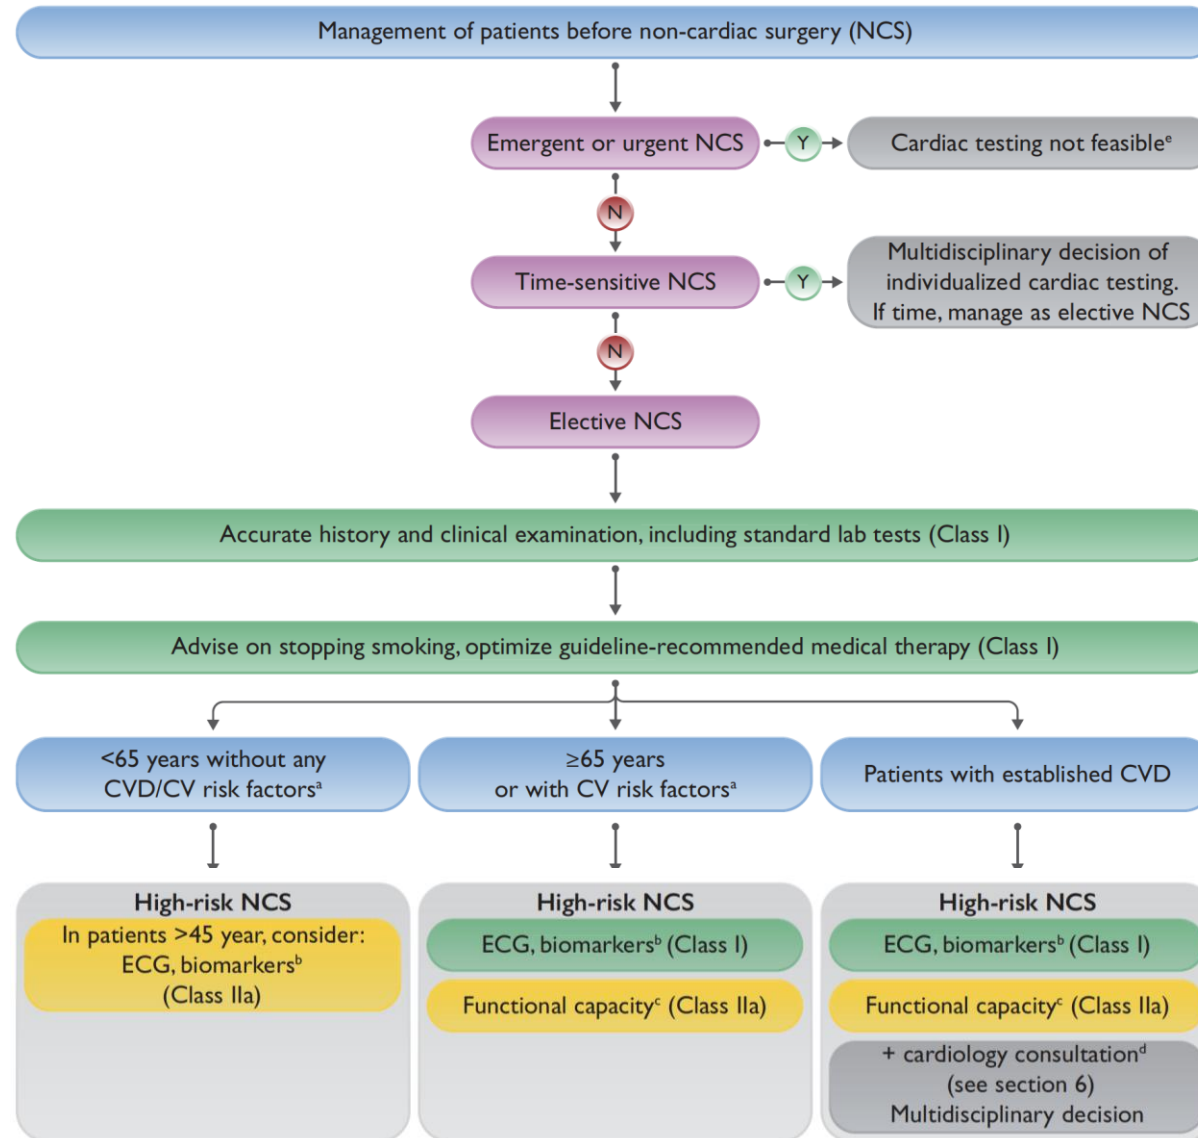 Management of patients before non-cardiac surgery (NCS)
Emergent or urgent NCS
Y
Cardiac testing not feasibleᵉ
N
Time-sensitive NCS
Y
Multidisciplinary decision of
individualized cardiac testing.
If time, manage as elective NCS
N
Elective NCS
Accurate history and clinical examination, including standard lab tests (Class I)
Advise on stopping smoking, optimize guideline-recommended medical therapy (Class I)
<65 years without any
CVD/CV risk factorsᵃ
≥65 years
or with CV risk factorsᵃ
Patients with established CVD
High-risk NCS
In patients >45 year, consider:
ECG, biomarkersᵇ
(Class IIa)
High-risk NCS
ECG, biomarkersᵇ (Class I)
Functional capacityᶜ (Class IIa)
High-risk NCS
ECG, biomarkersᵇ (Class I)
Functional capacityᶜ (Class IIa)
+ cardiology consultationᵈ
(see section 6)
Multidisciplinary decision